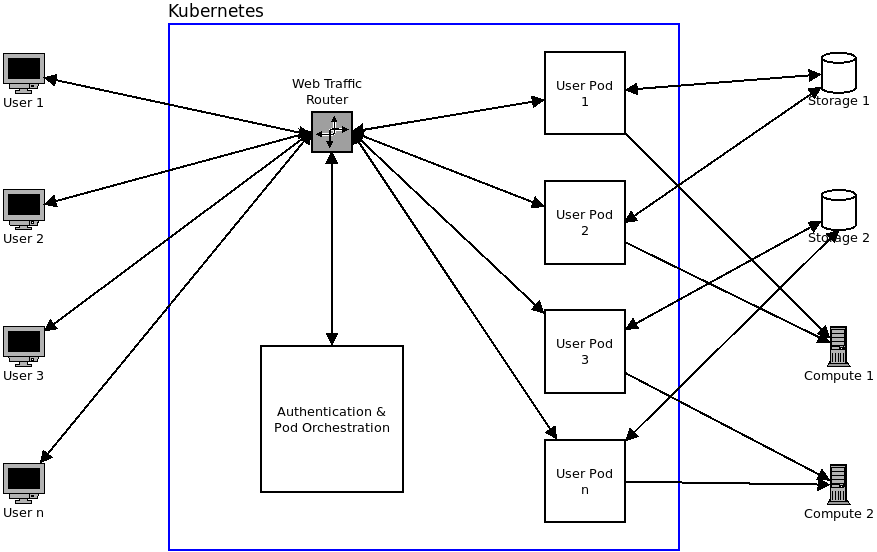 Kubernetes
User 1
Web Traffic
Router
User Pod
1
Storage 1
User 2
User Pod
2
Storage 2
User 3
User Pod
3
Compute 1
Authentication &
Pod Orchestration
User n
User Pod
n
Compute 2